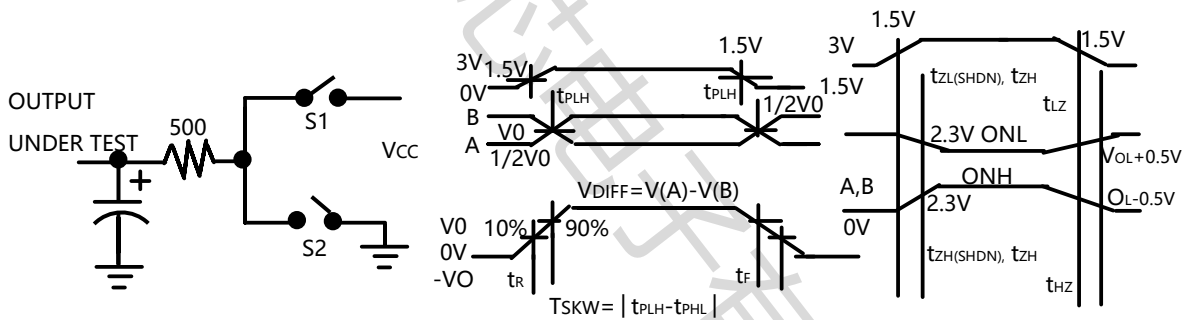 OUTPUT
UNDER TEST
500
S1
VCC
S2
3V
1.5V
0V
1.5V
1.5V
tPLH
tPLH
1/2V0
B
V0
A
1/2V0
VDIFF=V(A)-V(B)
V0
10%
90%
0V
-VO
tR
tF
TSKW=|tPLH-tPHL|
1.5V
3V
1.5V
tZL(SHDN), tZH
tLZ
2.3V ONL
VOL+0.5V
A,B
ONH
2.3V
OL-0.5V
0V
tZH(SHDN), tZH
tHZ